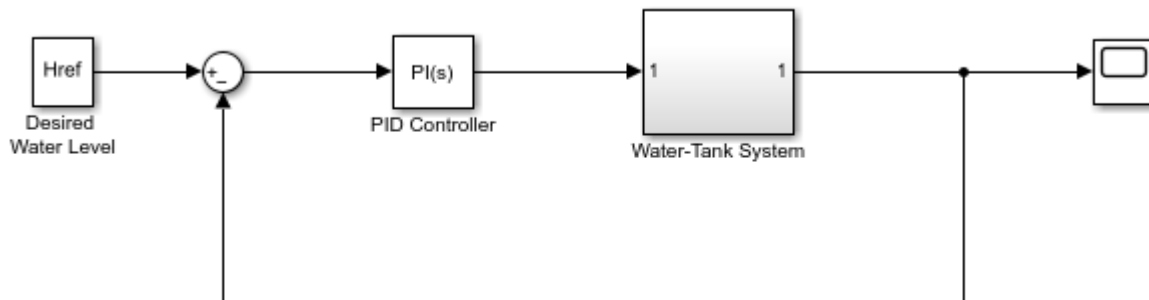 Href
+
−
PI(s)
1
1
Desired
Water Level
PID Controller
Water-Tank System